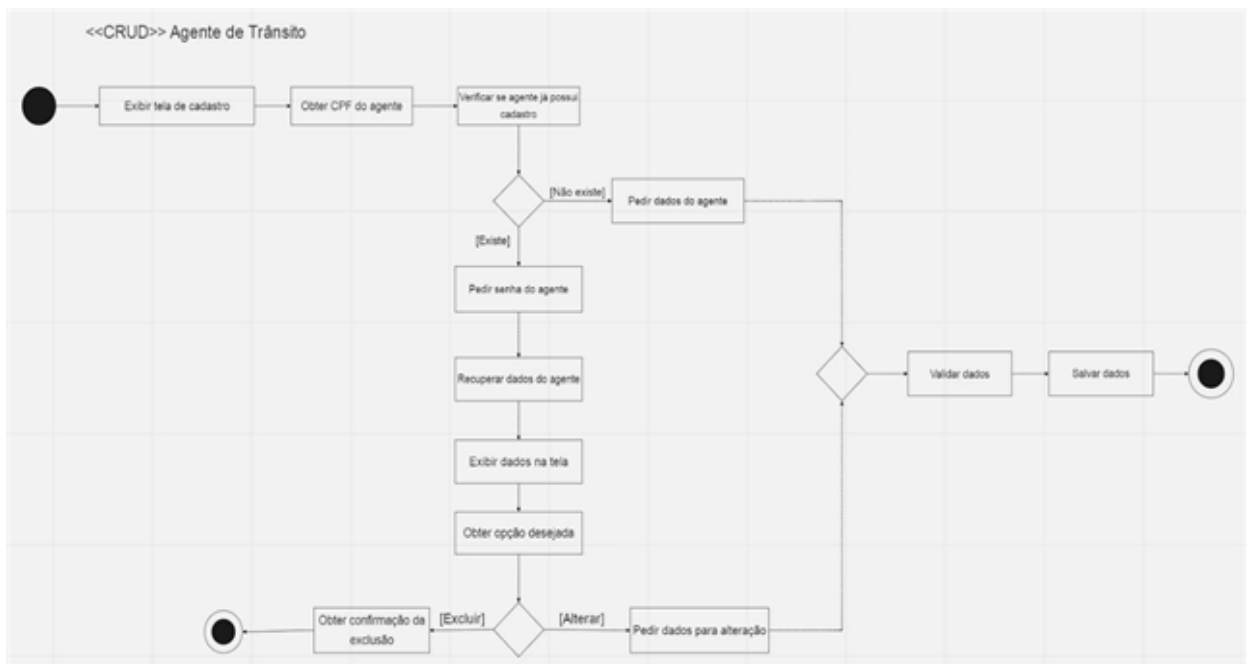 <<CRUD>> Agente de Trânsito
Exibir tela de cadastro
Obter CPF do agente
Verificar se agente já possui
cadastro
[Não existe]
Pedir dados do agente
[Existe]
Pedir senha do agente
Recuperar dados do agente
Validar dados
Salvar dados
Exibir dados na tela
Obter opção desejada
Obter confirmação da
exclusão
[Excluir]
[Alterar]
Pedir dados para alteração